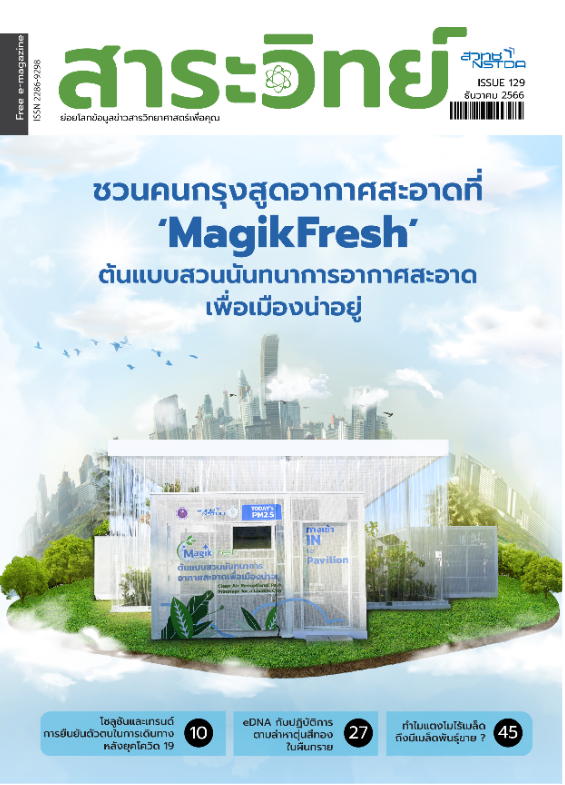 Free e-magazine
ISSN 2286-9298
สาระวิทย์
สวทช
NSTDA
ย่อยโลกข้อมูลข่าวสารวิทยาศาสตร์เพื่อคุณ
ISSUE 129
ธันวาคม 2566
ชวนคนกรุงสูดอากาศสะอาดที่
‘MagikFresh’
ต้นแบบสวนนันทนาการอากาศสะอาด
เพื่อเมืองน่าอยู่
TODAY's
PM2.5
Magik
ต้นแบบสวนนันทนาการ
อากาศสะอาดเพื่อเมืองน่าอยู่
Clean Air Recreational Park
Prototype for a Livable City
ทางเข้า
IN
to
Pavilion
โซลูชันและเทรนด์
การยืนยันตัวตนในการเดินทาง
หลังยุคโควิด 19
10
eDNA กับปฏิบัติการ
ตามล่าหาตุ่นสีทอง
ในผืนทราย
27
ทำไมแตงโมไร้เมล็ด
ถึงมีเมล็ดพันธุ์ขาย ?
45